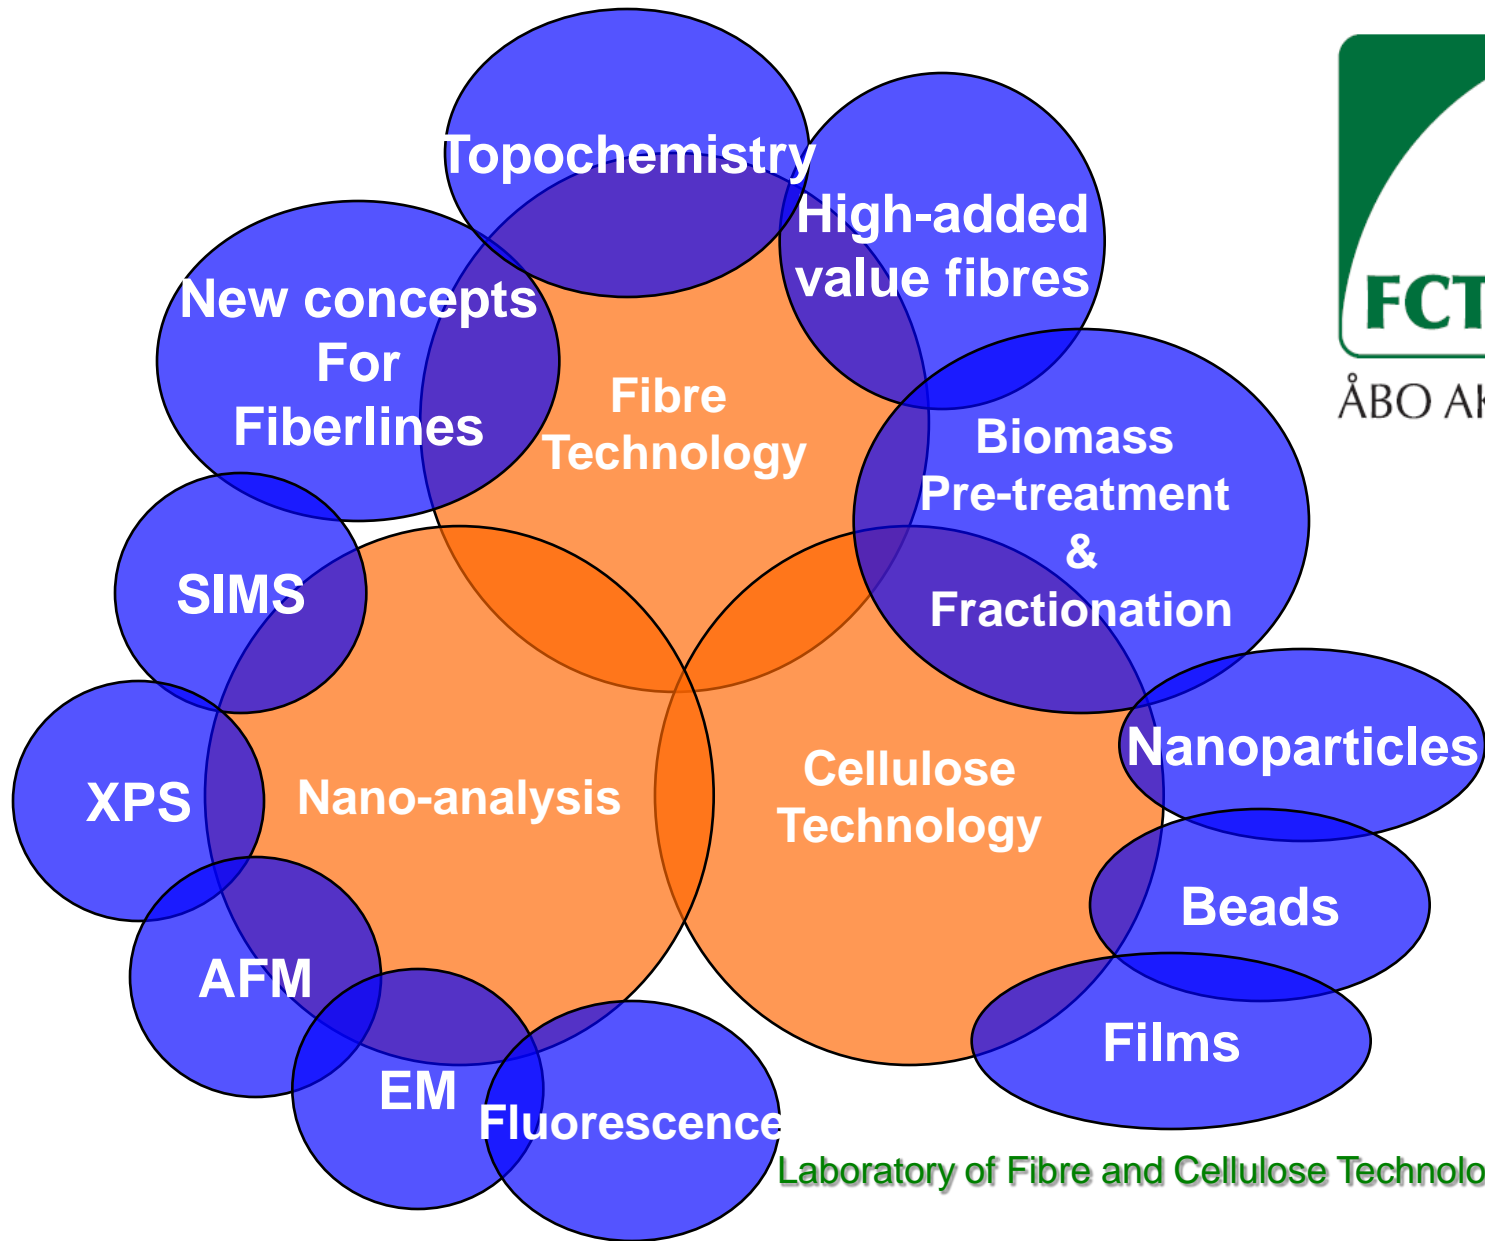 Topochemistry
High-added
value fibres
New concepts
For
Fiberlines
Fibre
Technology
Biomass
Pre-treatment
&
Fractionation
SIMS
XPS
Nano-analysis
Cellulose
Technology
Nanoparticles
Beads
AFM
Films
EM
Fluorescence
FCT
ÅBO AK
Laboratory of Fibre and Cellulose Technolo